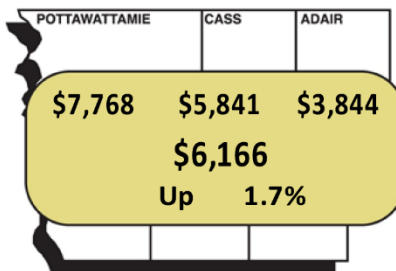 POTTAWATTAMIE CASS ADAIR
$7,768 $5,841 $3,844
$6,166
Up 1.7%